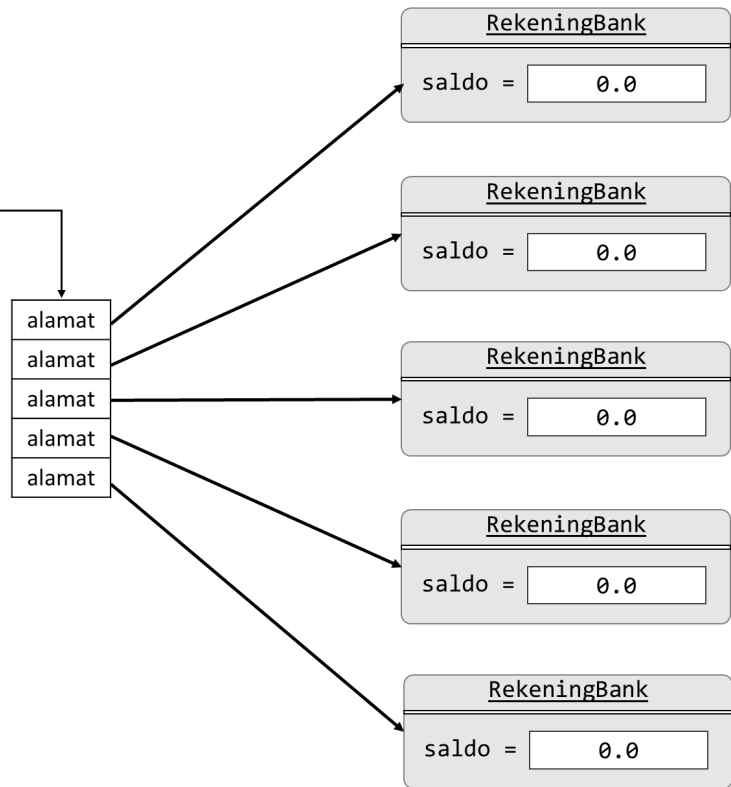 RekeningBank
saldo = 0.0
RekeningBank
saldo = 0.0
alamat
alamat
alamat
alamat
alamat
RekeningBank
saldo = 0.0
RekeningBank
saldo = 0.0
RekeningBank
saldo = 0.0